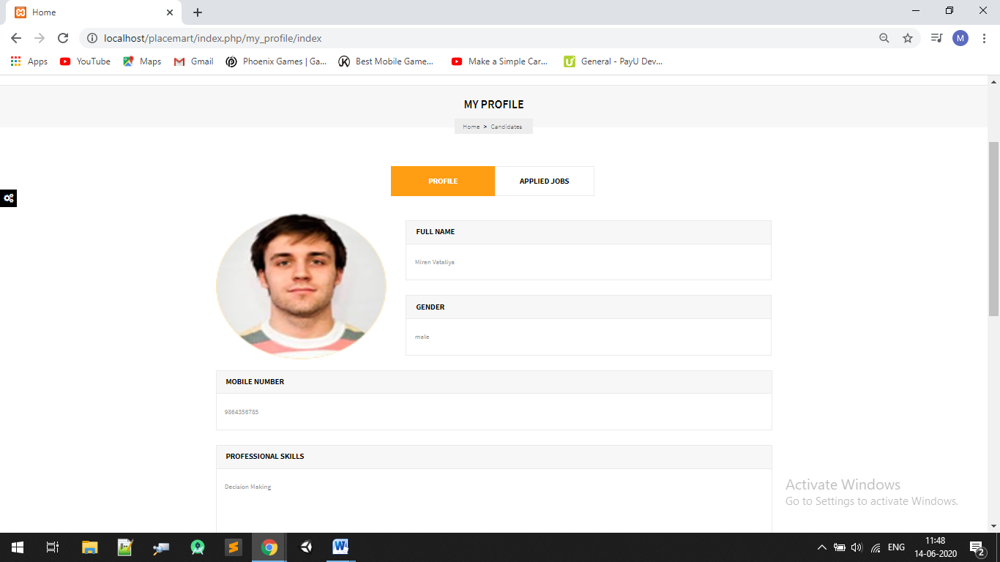 Home
localhost/placemart/index.php/my_profile/index
M
Apps YouTube Maps Gmail Phoenix Games | Ga... Best Mobile Game... Make a Simple Car... General - PayU Dev...
MY PROFILE
Home > Candidates
PROFILE APPLIED JOBS
FULL NAME
Miren Vataliya
GENDER
male
MOBILE NUMBER
9864356785
PROFESSIONAL SKILLS
Decision Making
Activate Windows
Go to Settings to activate Windows.
ENG 11:48
14-06-2020
2